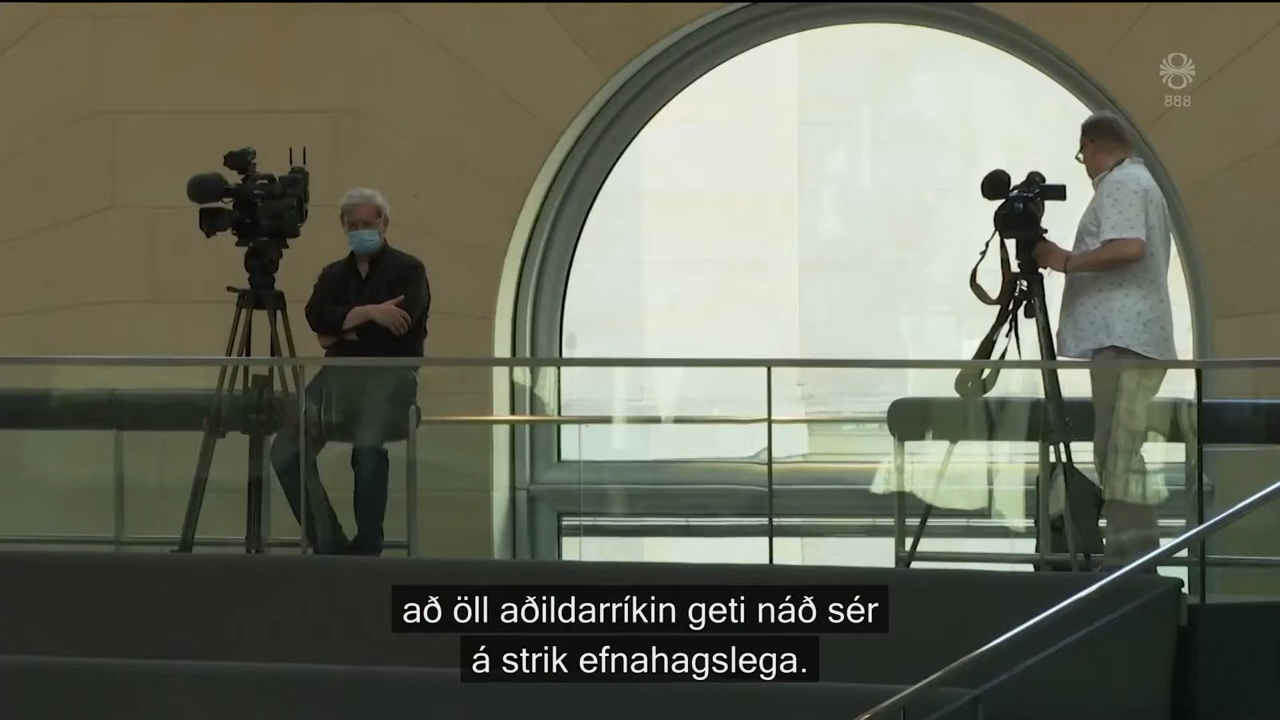 888
að öll aðildarríkin geti náð sér
á strik efnahagslega.